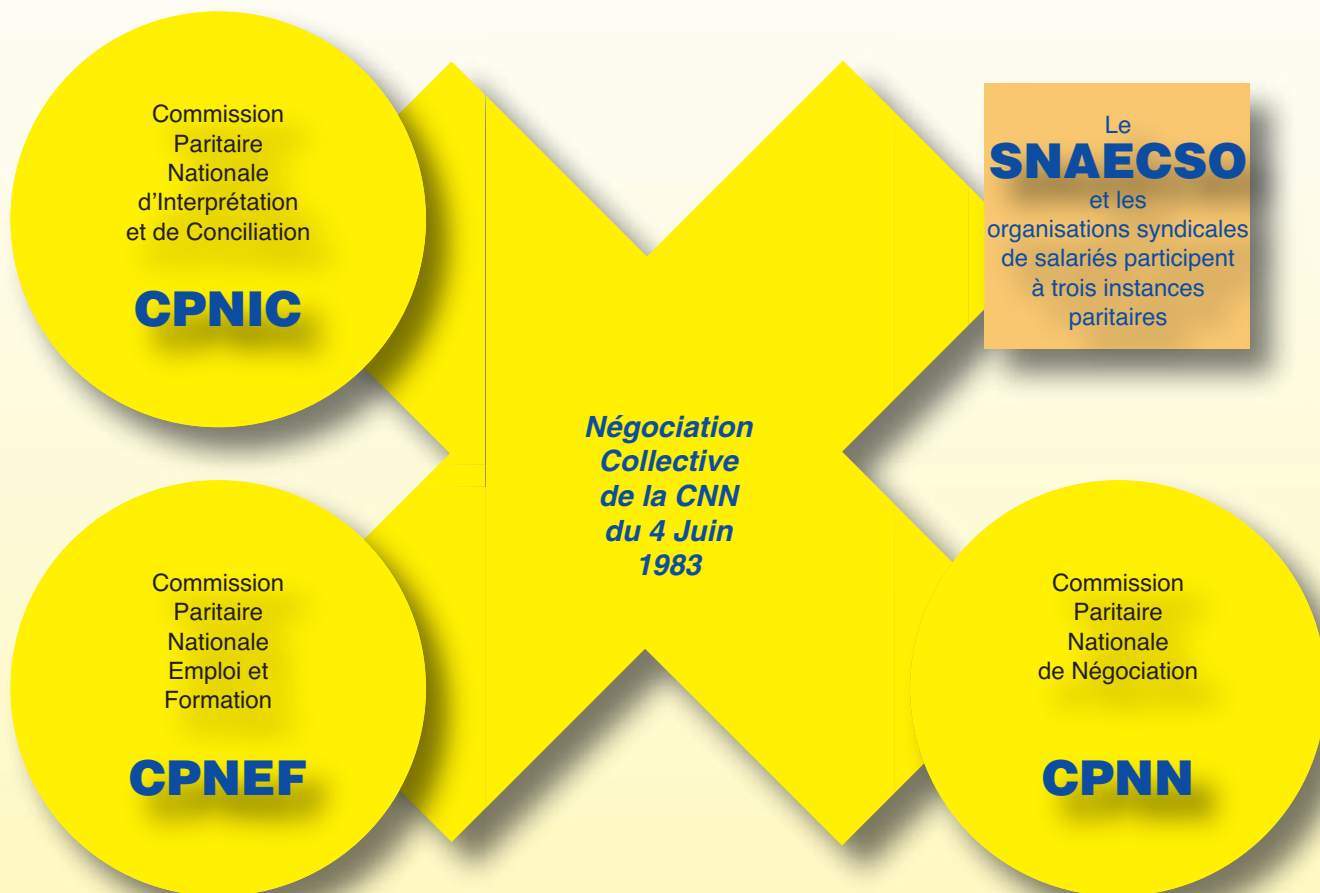 Commission
Paritaire
Nationale
d'Interprétation
et de Conciliation
CPNIC
Le
SNAECSO
et les
organisations syndicales
de salariés participent
à trois instances
paritaires
Négociation
Collective
de la CNN
du 4 Juin
1983
Commission
Paritaire
Nationale
Emploi et
Formation
CPNEF
Commission
Paritaire
Nationale
de Négociation
CPNN